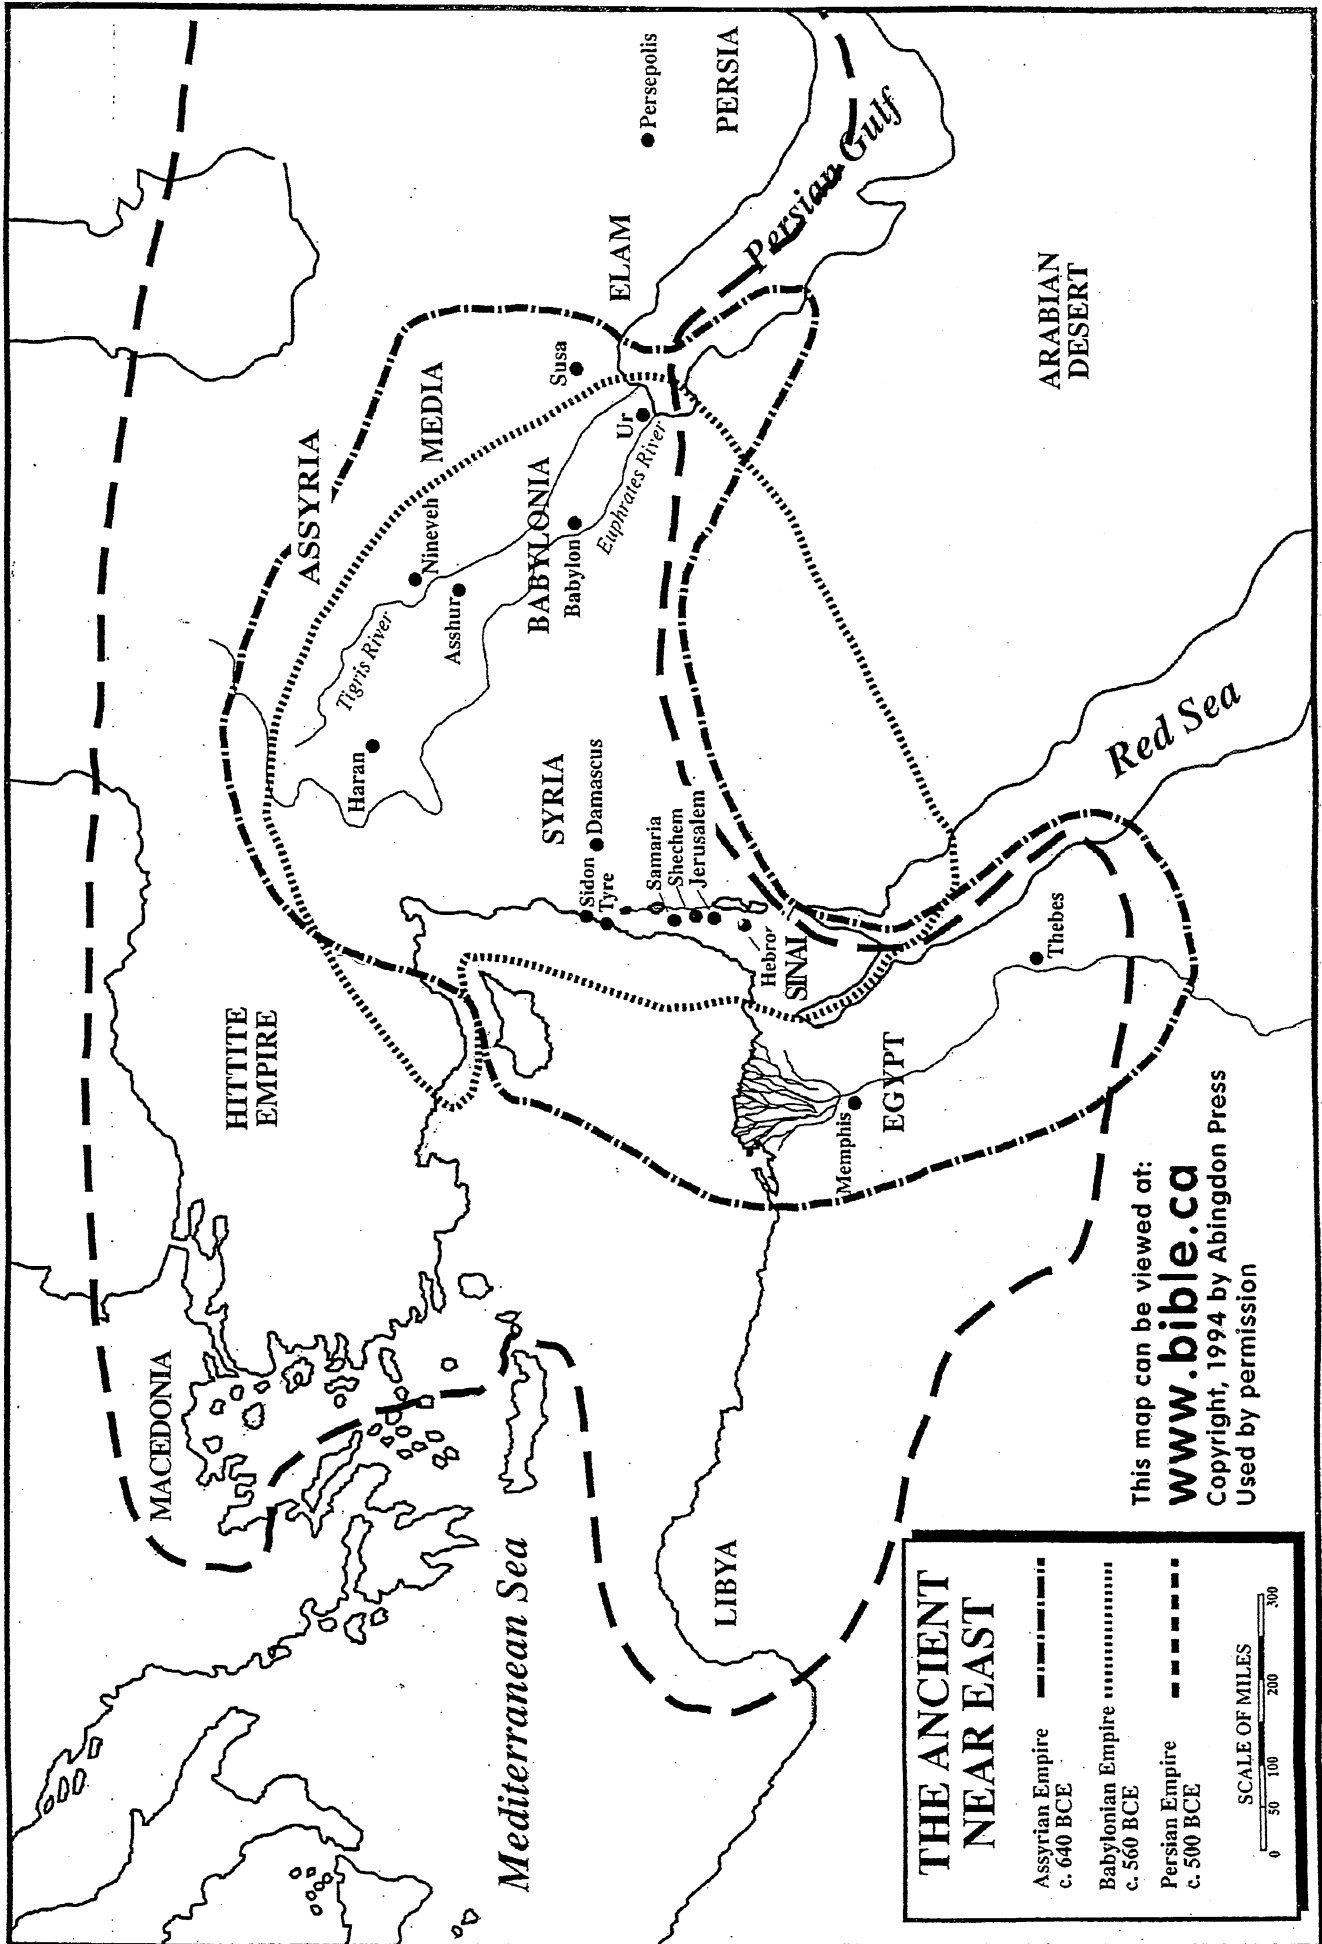 MACEDONIA
HITTITE
EMPIRE
ASSYRIA
MEDIA
Tigris River
Nineveh
Asshur
Haran
BABYLONIA
Babylon
Euphrates River
Ur
Susa
ELAM
Persepolis
PERSIA
Persian Gulf
SYRIA
Damascus
Sidon
Tyre
Samaria
Shechem
Jerusalem
Hebro
SINAI
EGYPT
Memphis
Thebes
Red Sea
ARABIAN
DESERT
Mediterranean Sea
LIBYA
THE ANCIENT
NEAR EAST
Assyrian Empire
c. 640 BCE
Babylonian Empire
c. 560 BCE
Persian Empire
c. 500 BCE
SCALE OF MILES
0 50 100 200 300
This map can be viewed at:
www.bible.ca
Copyright, 1994 by Abingdon Press
Used by permission